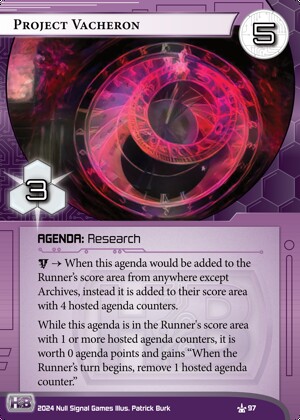 Project Vacheron
5
3
AGENDA: Research
→ When this agenda would be added to the
Runner's score area from anywhere except
Archives, instead it is added to their score area
with 4 hosted agenda counters.
While this agenda is in the Runner's score area
with 1 or more hosted agenda counters, it is
worth 0 agenda points and gains “When the
Runner's turn begins, remove 1 hosted agenda
counter.”
HB 2024 Null Signal Games Illus. Patrick Burk 97